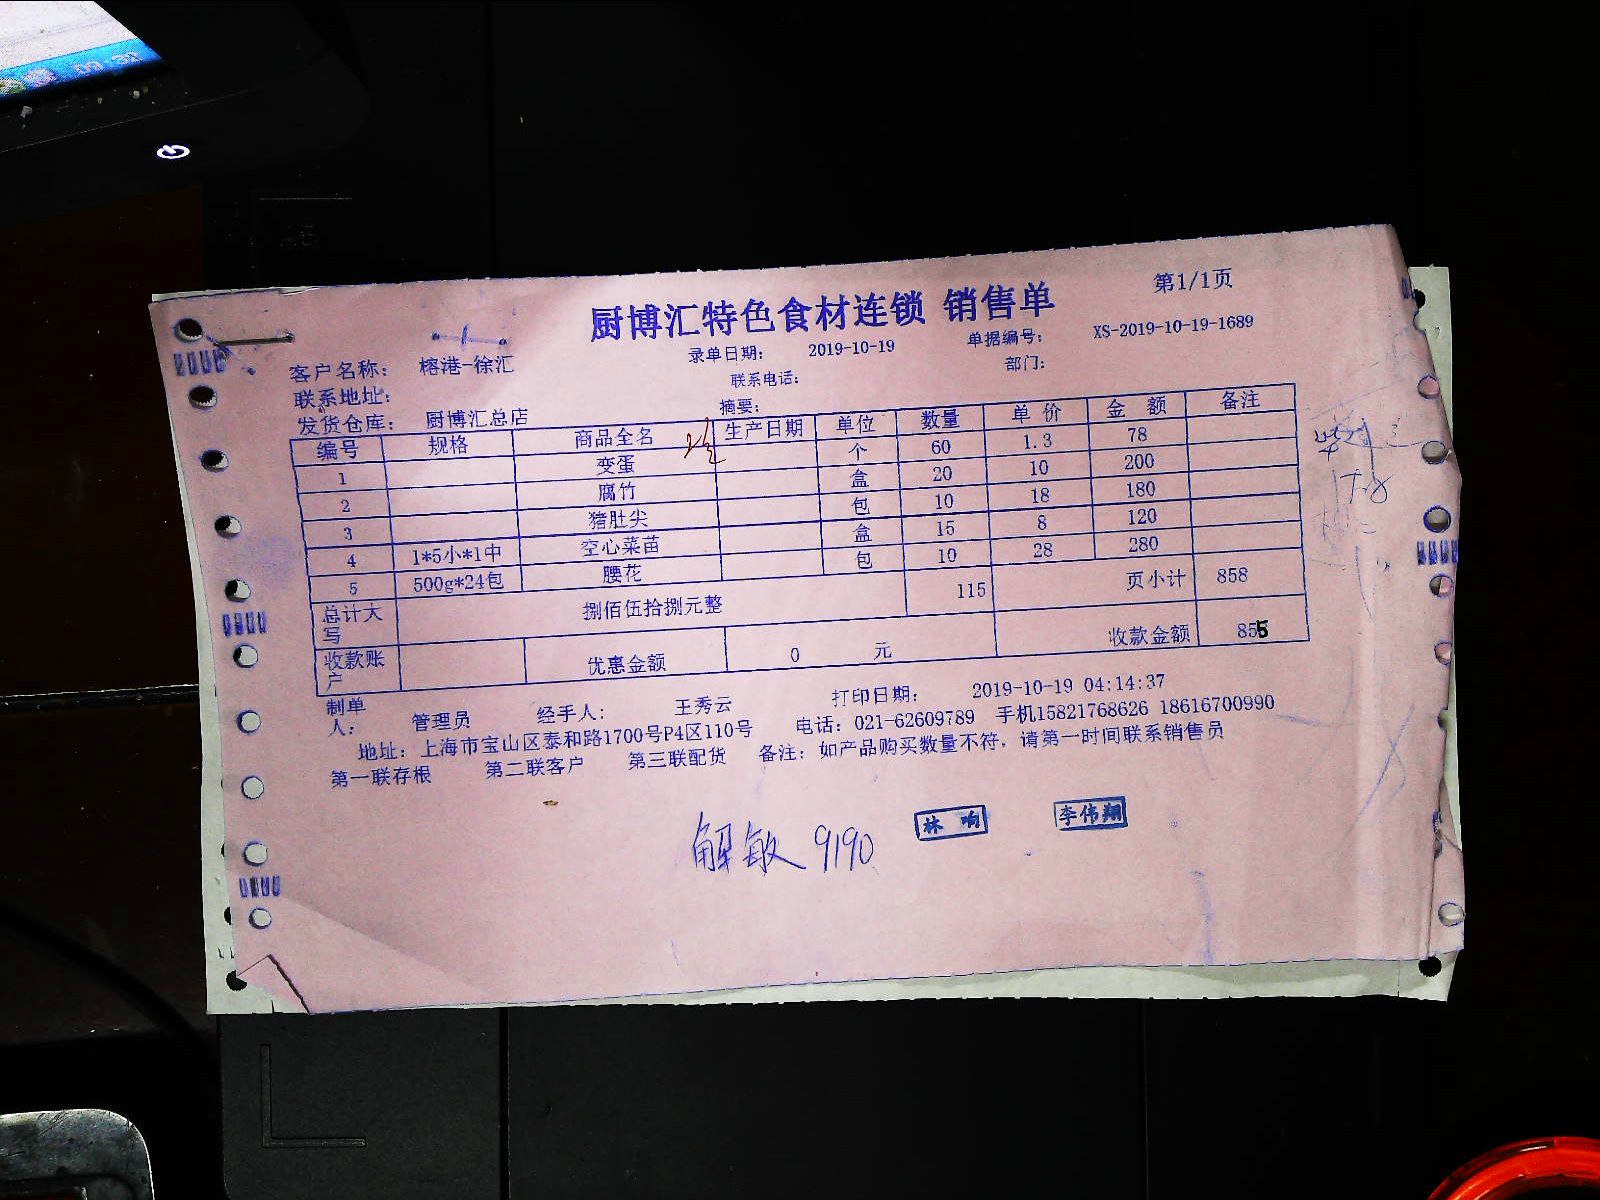 09:32
第1/1页
厨博汇特色食材连锁 销售单
客户名称: 榕港-徐汇 录单日期: 2019-10-19 单据编号: XS-2019-10-19-1689
联系地址: 联系电话: 部门:
发货仓库: 厨博汇总店 摘要:
编号 规格 商品全名 生产日期 单位 数量 单价 金额 备注
1 变蛋 个 60 1.3 78
2 腐竹 盒 20 10 200
3 猪肚尖 包 10 18 180
4 1*5小*1中 空心菜苗 盒 15 8 120
5 500g*24包 腰花 包 10 28 280
总计大写 捌佰伍拾捌元整 115 页小计 858
收款账户 优惠金额 0 元 收款金额 855
制单人: 管理员 经手人: 王秀云 打印日期: 2019-10-19 04:14:37
地址: 上海市宝山区泰和路1700号P4区110号 电话: 021-62609789 手机15821768626 18616700990
第一联存根 第二联客户 第三联配货 备注: 如产品购买数量不符, 请第一时间联系销售员
解敏 9190
林响
李伟翔